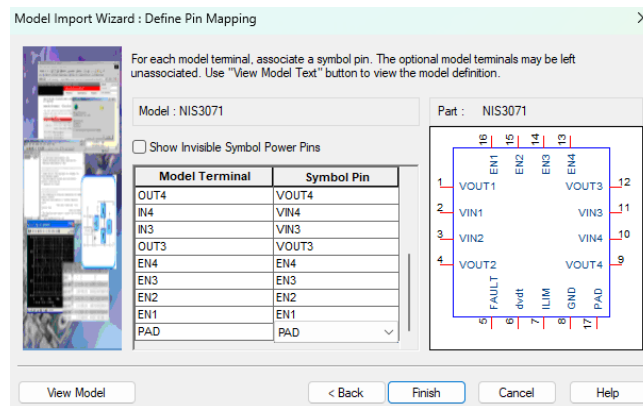 Model Import Wizard : Define Pin Mapping
For each model terminal, associate a symbol pin. The optional model terminals may be left
unassociated. Use "View Model Text" button to view the model definition.
Model : NIS3071
Part : NIS3071
Show Invisible Symbol Power Pins
Model Terminal Symbol Pin
OUT4 VOUT4
IN4 VIN4
IN3 VIN3
OUT3 VOUT3
EN4 EN4
EN3 EN3
EN2 EN2
EN1 EN1
PAD PAD
16 15 14 13
EN1 EN2 EN3 EN4
1 VOUT1 VOUT3 12
2 VIN1 VIN3 11
3 VIN2 VIN4 10
4 VOUT2 VOUT4 9
FAULT dvdt ILIM GND PAD
5 6 7 8 17
View Model < Back Finish Cancel Help